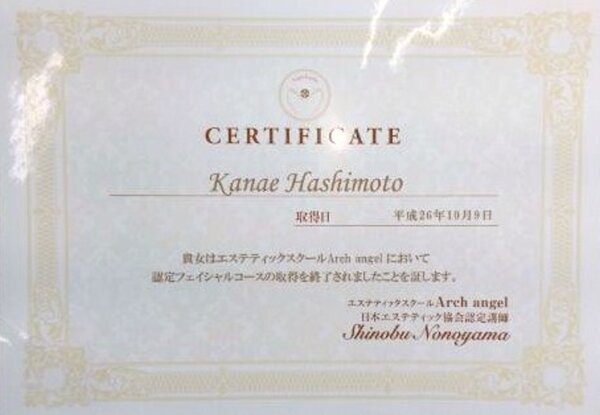 CERTIFICATE
Kanae Hashimoto
取得日 平成26年10月9日
貴女はエステティックスクールArch angelにおいて
認定フェイシャルコースの取得を終了されましたことを証します。
エステティックスクールArch angel
日本エステティック協会認定講師
Shinobu Nonoyama